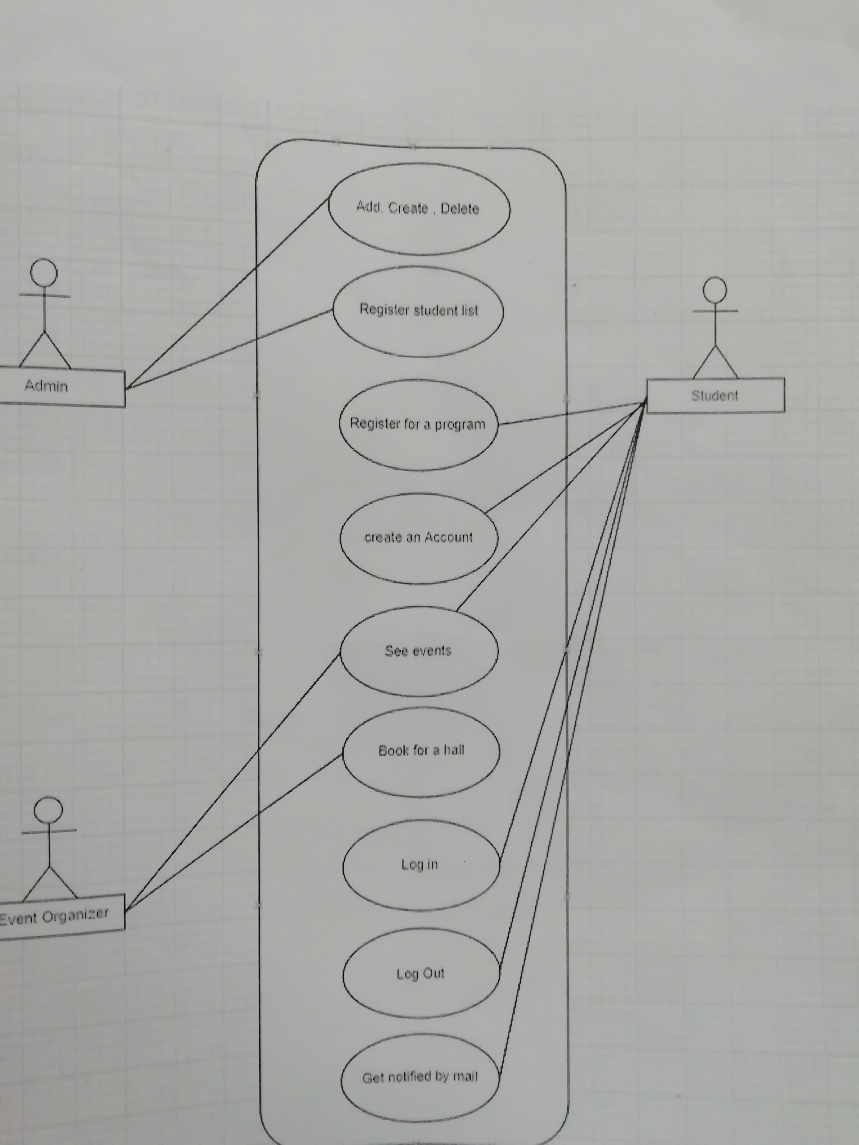 Add, Create , Delete
Register student list
Admin
Student
Register for a program
create an Account
See events
Book for a hall
Log in
Event Organizer
Log Out
Get notified by mail